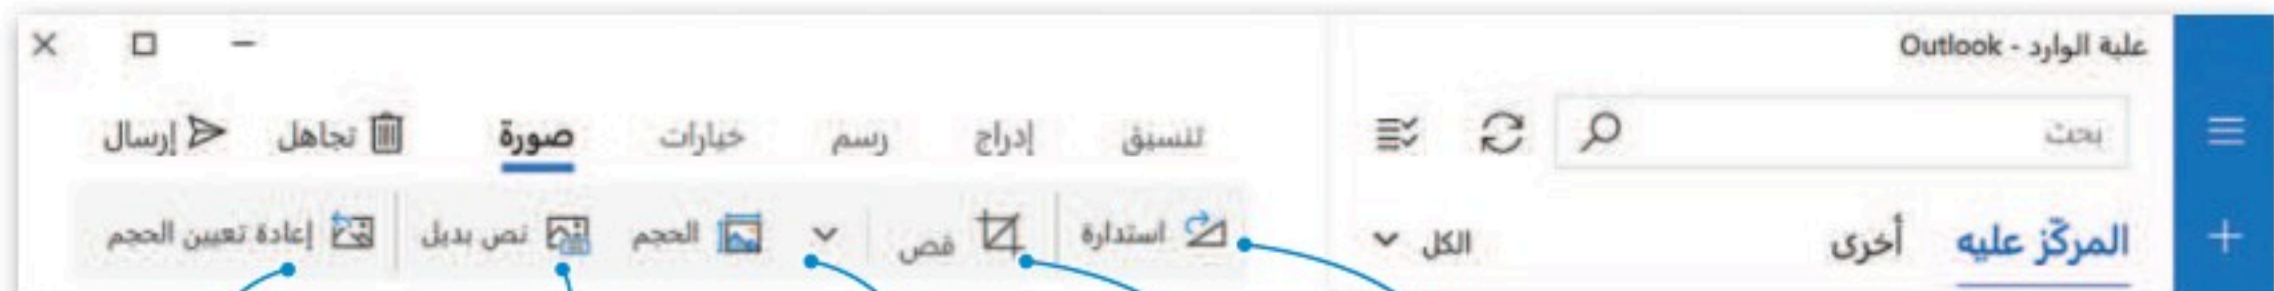 علبة الوارد - Outlook
بحث
تنسيق إدراج رسم خيارات صورة تجاهل إرسال
المركّز عليه أخرى الكل
استدارة قص الحجم نص بديل إعادة تعيين الحجم